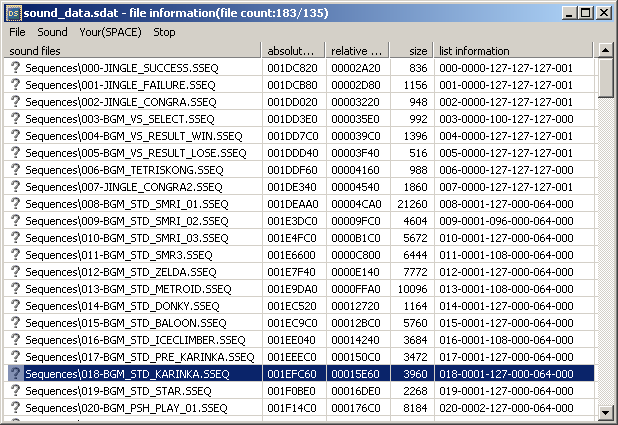 DS sound_data.sdat - file information(file count:183/135)
File Sound Your(SPACE) Stop
sound files absolut... relative ... size list information
? Sequences\000-JINGLE_SUCCESS.SSEQ 001DC820 00002A20 836 000-0000-127-127-127-001
? Sequences\001-JINGLE_FAILURE.SSEQ 001DCB80 00002D80 1156 001-0000-127-127-127-001
? Sequences\002-JINGLE_CONGRA.SSEQ 001DD020 00003220 948 002-0000-127-127-127-001
? Sequences\003-BGM_VS_SELECT.SSEQ 001DD3E0 000035E0 992 003-0000-100-127-127-000
? Sequences\004-BGM_VS_RESULT_WIN.SSEQ 001DD7C0 000039C0 1396 004-0000-127-127-127-000
? Sequences\005-BGM_VS_RESULT_LOSE.SSEQ 001DDD40 00003F40 516 005-0000-127-127-127-001
? Sequences\006-BGM_TETRISKONG.SSEQ 001DDF60 00004160 988 006-0000-127-000-127-000
? Sequences\007-JINGLE_CONGRA2.SSEQ 001DE340 00004540 1860 007-0000-127-127-127-001
? Sequences\008-BGM_STD_SMRI_01.SSEQ 001DEAA0 00004CA0 21260 008-0001-127-000-064-000
? Sequences\009-BGM_STD_SMRI_02.SSEQ 001E3DC0 00009FC0 4604 009-0001-096-000-064-000
? Sequences\010-BGM_STD_SMRI_03.SSEQ 001E4FC0 0000B1C0 5672 010-0001-127-000-064-000
? Sequences\011-BGM_STD_SMR3.SSEQ 001E6600 0000C800 6444 011-0001-108-000-064-000
? Sequences\012-BGM_STD_ZELDA.SSEQ 001E7F40 0000E140 7772 012-0001-127-000-064-000
? Sequences\013-BGM_STD_METROID.SSEQ 001E9DA0 0000FFA0 10096 013-0001-108-000-064-000
? Sequences\014-BGM_STD_DONKY.SSEQ 001EC520 00012720 1164 014-0001-127-000-064-000
? Sequences\015-BGM_STD_BALOON.SSEQ 001EC9C0 00012BC0 5760 015-0001-127-000-064-000
? Sequences\016-BGM_STD_ICECLIMBER.SSEQ 001EE040 00014240 3684 016-0001-108-000-064-000
? Sequences\017-BGM_STD_PRE_KARINKA.SSEQ 001EEEC0 000150C0 3472 017-0001-127-000-064-000
? Sequences\018-BGM_STD_KARINKA.SSEQ 001EFC60 00015E60 3960 018-0001-127-000-064-000
? Sequences\019-BGM_STD_STAR.SSEQ 001F0BE0 00016DE0 2268 019-0001-127-000-064-000
? Sequences\020-BGM_PSH_PLAY_01.SSEQ 001F14C0 000176C0 8184 020-0002-127-000-064-000